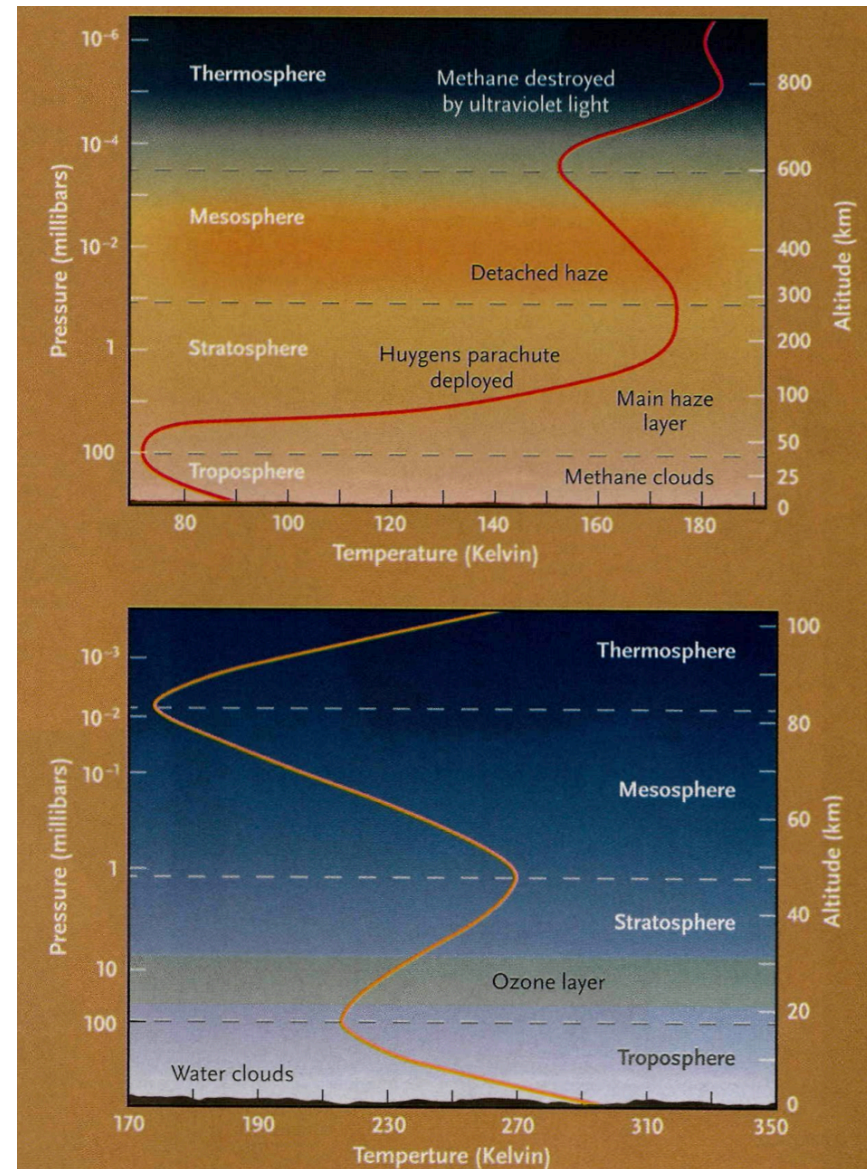 10-6
Thermosphere
Methane destroyed
by ultraviolet light
800
10-4
600
Mesosphere
10-2
400
Detached haze
300
Pressure (millibars)
Altitude (km)
1
Stratosphere
Huygens parachute
deployed
200
100
Main haze
layer
100
50
Troposphere
Methane clouds
25
0
80 100 120 140 160 180
Temperature (Kelvin)
100
10-3
Thermosphere
10-2
80
10-1
Mesosphere
60
Pressure (millibars)
Altitude (km)
1
40
Stratosphere
10
Ozone layer
100
20
Troposphere
Water clouds
0
170 190 230 270 310 350
Temperture (Kelvin)